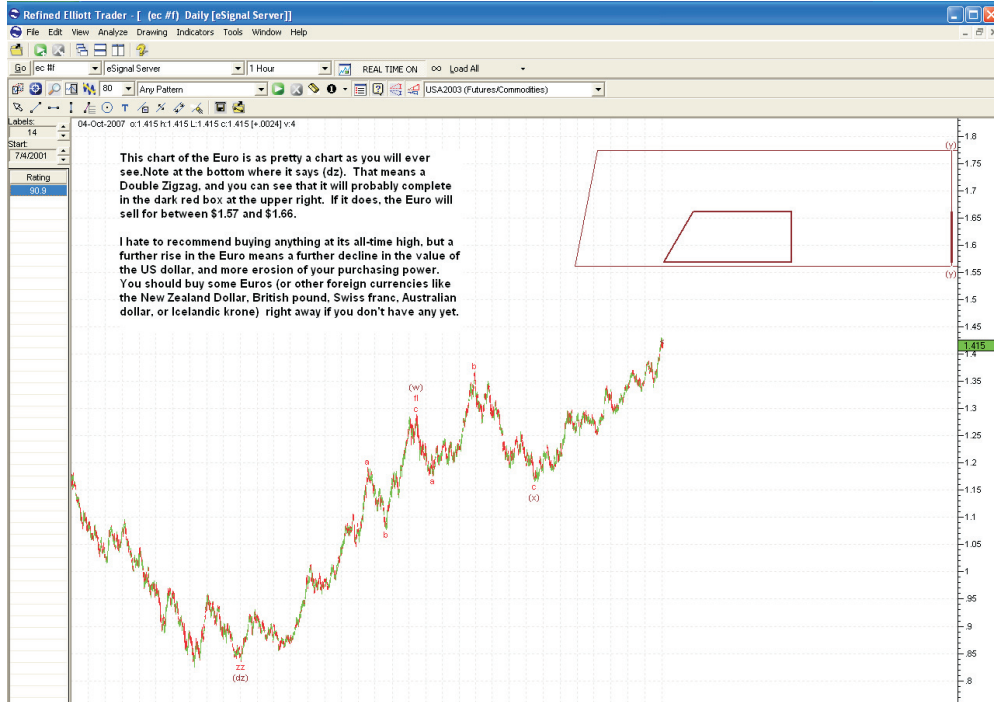 Refined Elliott Trader - [ (ec #f) Daily [eSignal Server]]
File Edit View Analyze Drawing Indicators Tools Window Help
Go ec #f eSignal Server 1 Hour REAL TIME ON Load All
80 Any Pattern USA2003 (Futures/Commodities)
T
Labels:
14
Start:
7/4/2001
Rating
90.9
04-Oct-2007 o:1.415 h:1.415 L:1.415 c:1.415 [+.0024] v:4
This chart of the Euro is as pretty a chart as you will ever
see.Note at the bottom where it says (dz). That means a
Double Zigzag, and you can see that it will probably complete
in the dark red box at the upper right. If it does, the Euro will
sell for between $1.57 and $1.66.
I hate to recommend buying anything at its all-time high, but a
further rise in the Euro means a further decline in the value of
the US dollar, and more erosion of your purchasing power.
You should buy some Euros (or other foreign currencies like
the New Zealand Dollar, British pound, Swiss franc, Australian
dollar, or Icelandic krone) right away if you don't have any yet.
(y)
(y)
b
(w)
fl
c
a
a
b
c
(x)
zz
(dz)
1.8
1.75
1.7
1.65
1.6
1.55
1.5
1.45
1.415
1.4
1.35
1.3
1.25
1.2
1.15
1.1
1.05
1
.95
.9
.85
.8